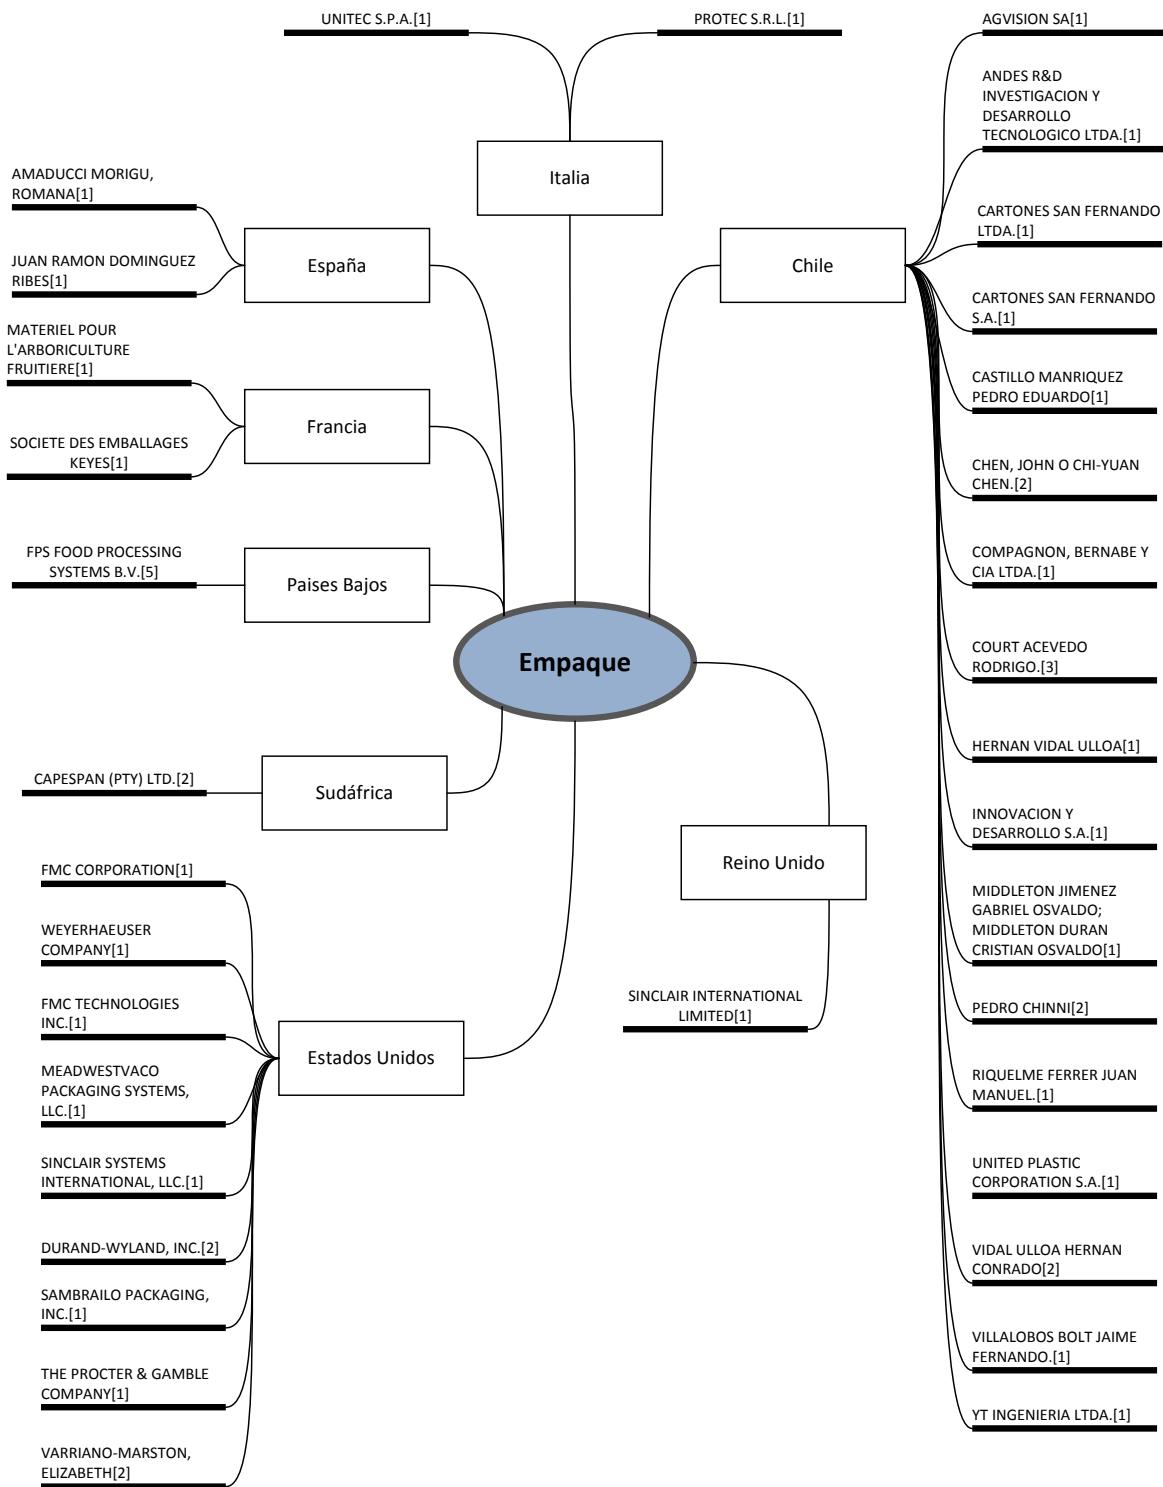 UNITEC S.P.A.[1]
PROTEC S.R.L.[1]
Italia
AMADUCCI MORIGU,
ROMANA[1]
JUAN RAMON DOMINGUEZ
RIBES[1]
España
MATERIEL POUR
L'ARBORICULTURE
FRUITIERE[1]
SOCIETE DES EMBALLAGES
KEYES[1]
Francia
FPS FOOD PROCESSING
SYSTEMS B.V.[5]
Paises Bajos
Empaque
CAPESPAN (PTY) LTD.[2]
Sudáfrica
FMC CORPORATION[1]
WEYERHAEUSER
COMPANY[1]
FMC TECHNOLOGIES
INC.[1]
MEADWESTVACO
PACKAGING SYSTEMS,
LLC.[1]
SINCLAIR SYSTEMS
INTERNATIONAL, LLC.[1]
DURAND-WYLAND, INC.[2]
SAMBRAILO PACKAGING,
INC.[1]
THE PROCTER & GAMBLE
COMPANY[1]
VARRIANO-MARSTON,
ELIZABETH[2]
Estados Unidos
Reino Unido
SINCLAIR INTERNATIONAL
LIMITED[1]
Chile
AGVISION SA[1]
ANDES R&D
INVESTIGACION Y
DESARROLLO
TECNOLOGICO LTDA.[1]
CARTONES SAN FERNANDO
LTDA.[1]
CARTONES SAN FERNANDO
S.A.[1]
CASTILLO MANRIQUEZ
PEDRO EDUARDO[1]
CHEN, JOHN O CHI-YUAN
CHEN.[2]
COMPAGNON, BERNABE Y
CIA LTDA.[1]
COURT ACEVEDO
RODRIGO.[3]
HERNAN VIDAL ULLOA[1]
INNOVACION Y
DESARROLLO S.A.[1]
MIDDLETON JIMENEZ
GABRIEL OSVALDO;
MIDDLETON DURAN
CRISTIAN OSVALDO[1]
PEDRO CHINNI[2]
RIQUELME FERRER JUAN
MANUEL.[1]
UNITED PLASTIC
CORPORATION S.A.[1]
VIDAL ULLOA HERNAN
CONRADO[2]
VILLALOBOS BOLT JAIME
FERNANDO.[1]
YT INGENIERIA LTDA.[1]